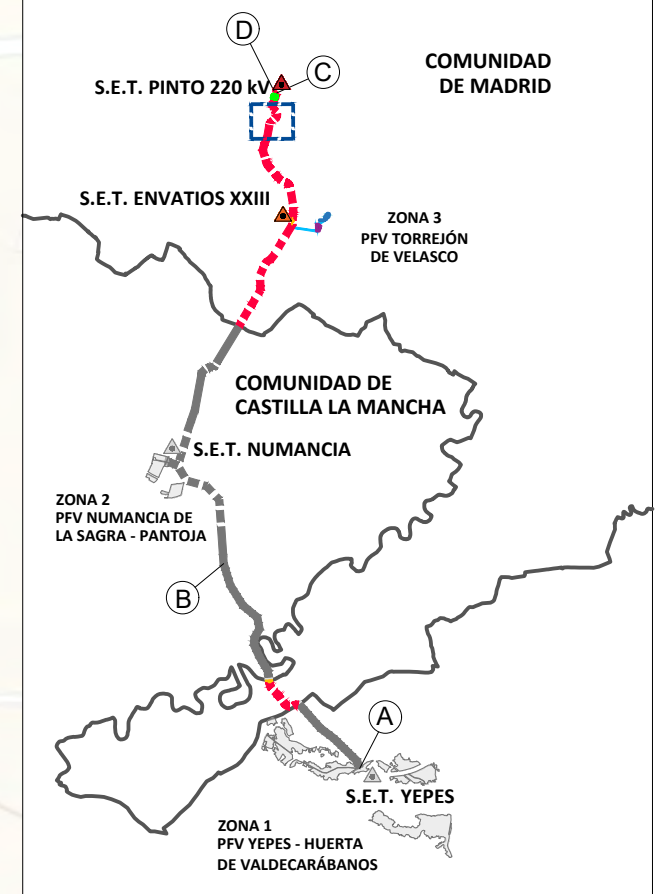 D
C
COMUNIDAD
DE MADRID
S.E.T. PINTO 220 kV
S.E.T. ENVATIOS XXIII
ZONA 3
PFV TORREJÓN
DE VELASCO
COMUNIDAD DE
CASTILLA LA MANCHA
S.E.T. NUMANCIA
ZONA 2
PFV NUMANCIA DE
LA SAGRA - PANTOJA
B
A
S.E.T. YEPES
ZONA 1
PFV YEPES - HUERTA
DE VALDECARÁBANOS